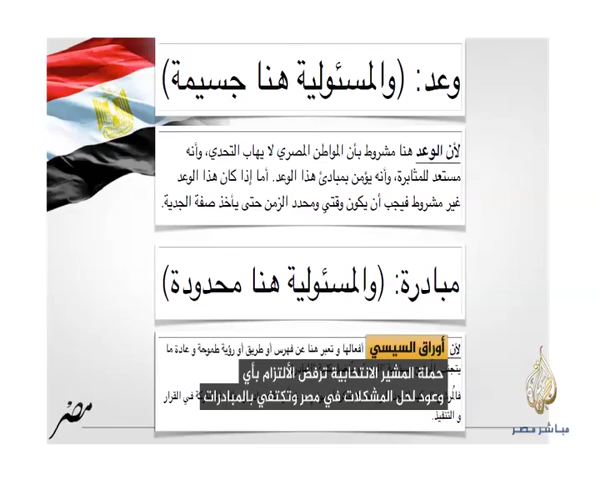 وعد: (والمسئولية هنا جسيمة)
لأن الوعد هنا مشروط بأن المواطن المصري لا يهاب التحدي، وأنه
مستعد للمثابرة، وأنه يؤمن بمبادئ هذا الوعد. أما إذا كان هذا الوعد
غير مشروط فيجب أن يكون وقتي ومحدد الزمن حتى يأخذ صفة الجدية.
مبادرة: (والمسئولية هنا محدودة)
لأن
أفعالها و تعبر هنا عن فهرس أو طريق أو رؤية طموحة و عادة ما
أوراق السيسي
حملة المشير الانتخابية ترفض الألتزام بأي
وعود لحل المشكلات في مصر وتكتفي بالمبادرات
في القرار
و التنفيذ.
مصر
مباشر مصر